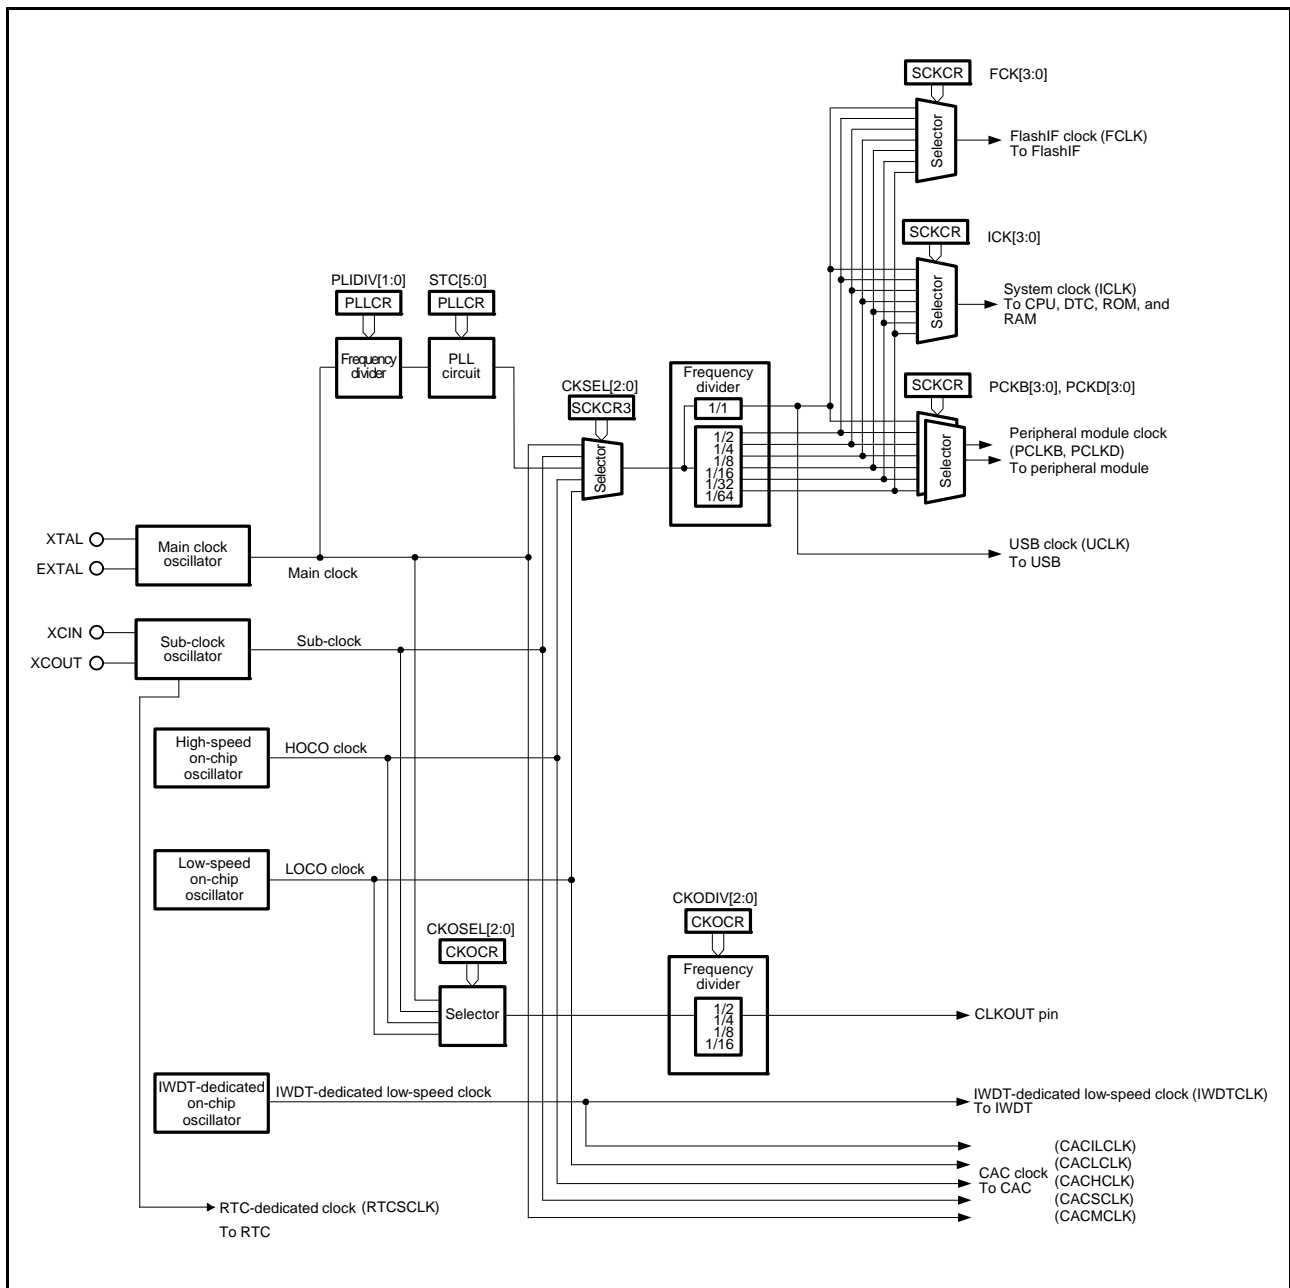 SCKCR
FCK[3:0]
Selector
FlashIF clock (FCLK)
To FlashIF
SCKCR
ICK[3:0]
Selector
System clock (ICLK)
To CPU, DTC, ROM, and
RAM
PLIDIV[1:0]
PLLCR
STC[5:0]
PLLCR
Frequency
divider
PLL
circuit
CKSEL[2:0]
SCKCR3
Selector
Frequency
divider
1/1
1/2
1/4
1/8
1/16
1/32
1/64
SCKCR
PCKB[3:0], PCKD[3:0]
Selector
Peripheral module clock
(PCLKB, PCLKD)
To peripheral module
USB clock (UCLK)
To USB
XTAL
EXTAL
Main clock
oscillator
Main clock
XCIN
XCOUT
Sub-clock
oscillator
Sub-clock
High-speed
on-chip
oscillator
HOCO clock
Low-speed
on-chip
oscillator
LOCO clock
CKOSEL[2:0]
CKOCR
Selector
CKODIV[2:0]
CKOCR
Frequency
divider
1/2
1/4
1/8
1/16
CLKOUT pin
IWDT-dedicated
on-chip
oscillator
IWDT-dedicated low-speed clock
IWDT-dedicated low-speed clock (IWDTCLK)
To IWDT
CAC clock
To CAC
(CACILCLK)
(CACLCLK)
(CACHCLK)
(CACSCLK)
(CACMCLK)
RTC-dedicated clock (RTCSCLK)
To RTC